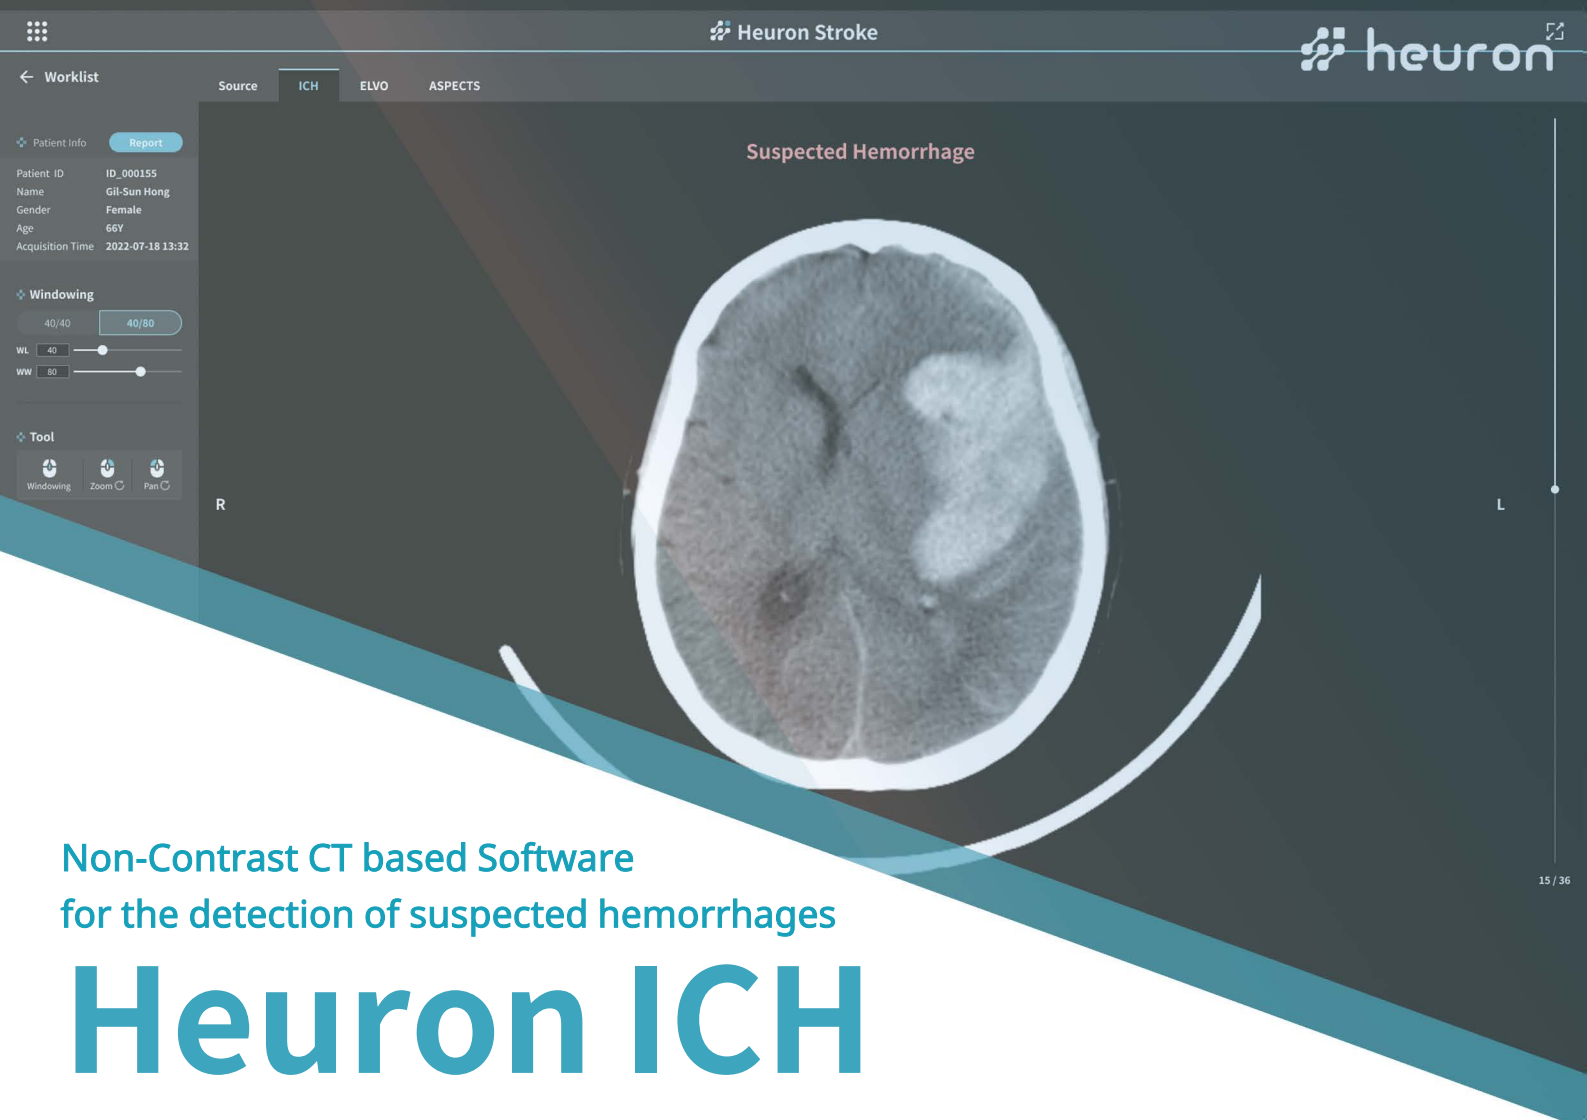 Heuron Stroke
heuron
Worklist
Source ICH ELVO ASPECTS
Patient Info Report
Patient ID ID_000155
Name Gil-Sun Hong
Gender Female
Age 66Y
Acquisition Time 2022-07-18 13:32
Suspected Hemorrhage
Windowing
40/40 40/80
WL 40
WW 80
Tool
Windowing Zoom Pan
R
L
15 / 36
Non-Contrast CT based Software
for the detection of suspected hemorrhages
Heuron ICH